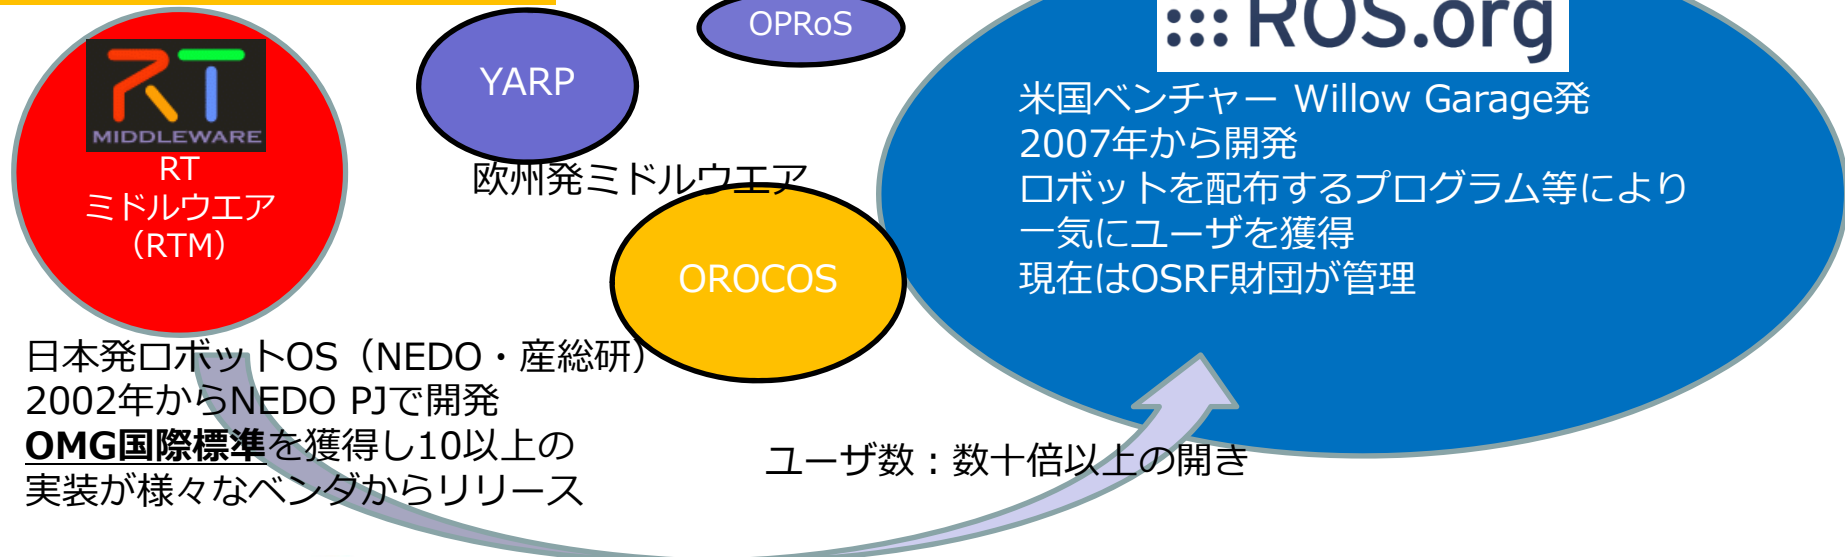 RT
MIDDLEWARE
RT
ミドルウエア
（RTM）
YARP
OPRoS
欧州発ミドルウエア
OROCOS
ROS.org
米国ベンチャー Willow Garage発
2007年から開発
ロボットを配布するプログラム等により
一気にユーザを獲得
現在はOSRF財団が管理
日本発ロボットOS（NEDO・産総研）
2002年からNEDO PJで開発
OMG国際標準を獲得し10以上の
実装が様々なベンダからリリース
ユーザ数：数十倍以上の開き